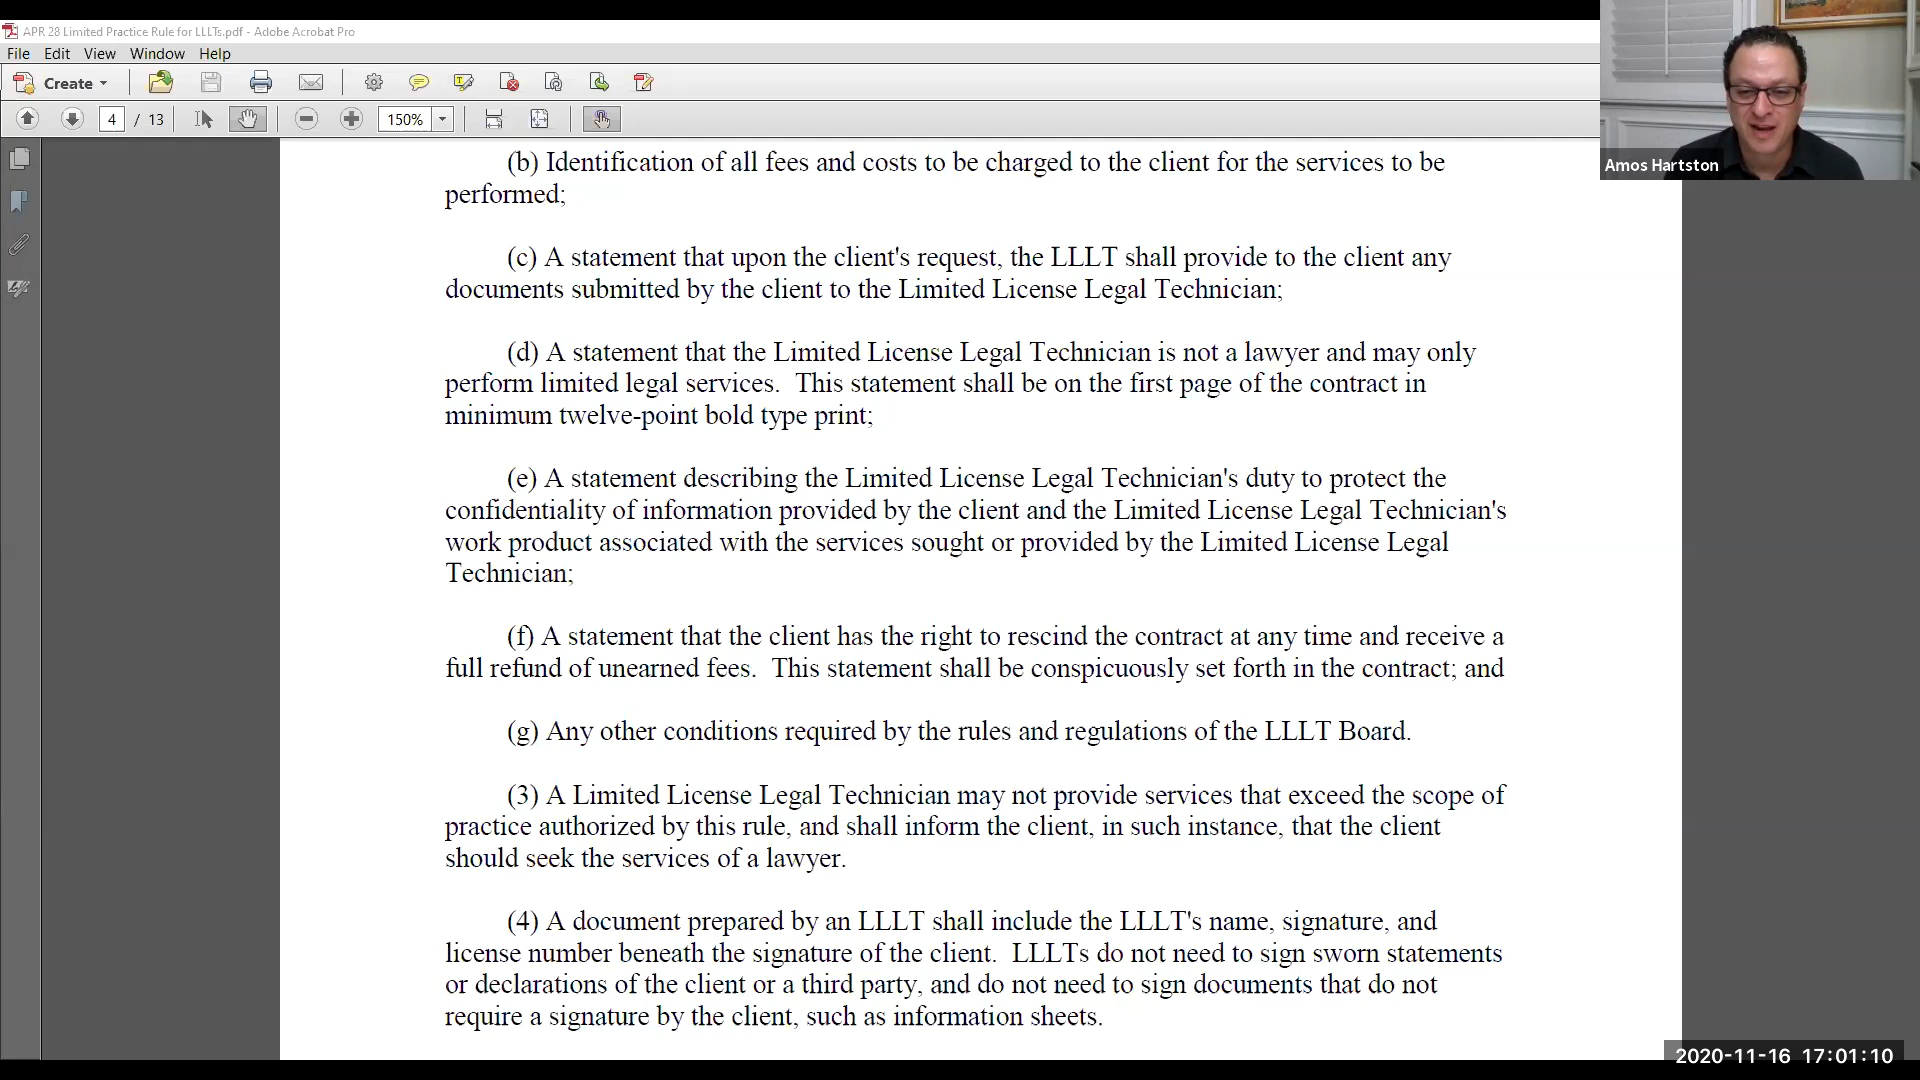 APR 28 Limited Practice Rule for LLLTs.pdf - Adobe Acrobat Pro
File Edit View Window Help
Create
4 / 13 150%
(b) Identification of all fees and costs to be charged to the client for the services to be
performed;
(c) A statement that upon the client's request, the LLLT shall provide to the client any
documents submitted by the client to the Limited License Legal Technician;
(d) A statement that the Limited License Legal Technician is not a lawyer and may only
perform limited legal services.  This statement shall be on the first page of the contract in
minimum twelve-point bold type print;
(e) A statement describing the Limited License Legal Technician's duty to protect the
confidentiality of information provided by the client and the Limited License Legal Technician's
work product associated with the services sought or provided by the Limited License Legal
Technician;
(f) A statement that the client has the right to rescind the contract at any time and receive a
full refund of unearned fees.  This statement shall be conspicuously set forth in the contract; and
(g) Any other conditions required by the rules and regulations of the LLLT Board.
(3) A Limited License Legal Technician may not provide services that exceed the scope of
practice authorized by this rule, and shall inform the client, in such instance, that the client
should seek the services of a lawyer.
(4) A document prepared by an LLLT shall include the LLLT's name, signature, and
license number beneath the signature of the client.  LLLTs do not need to sign sworn statements
or declarations of the client or a third party, and do not need to sign documents that do not
require a signature by the client, such as information sheets.
Amos Hartston
2020-11-16 17:01:10